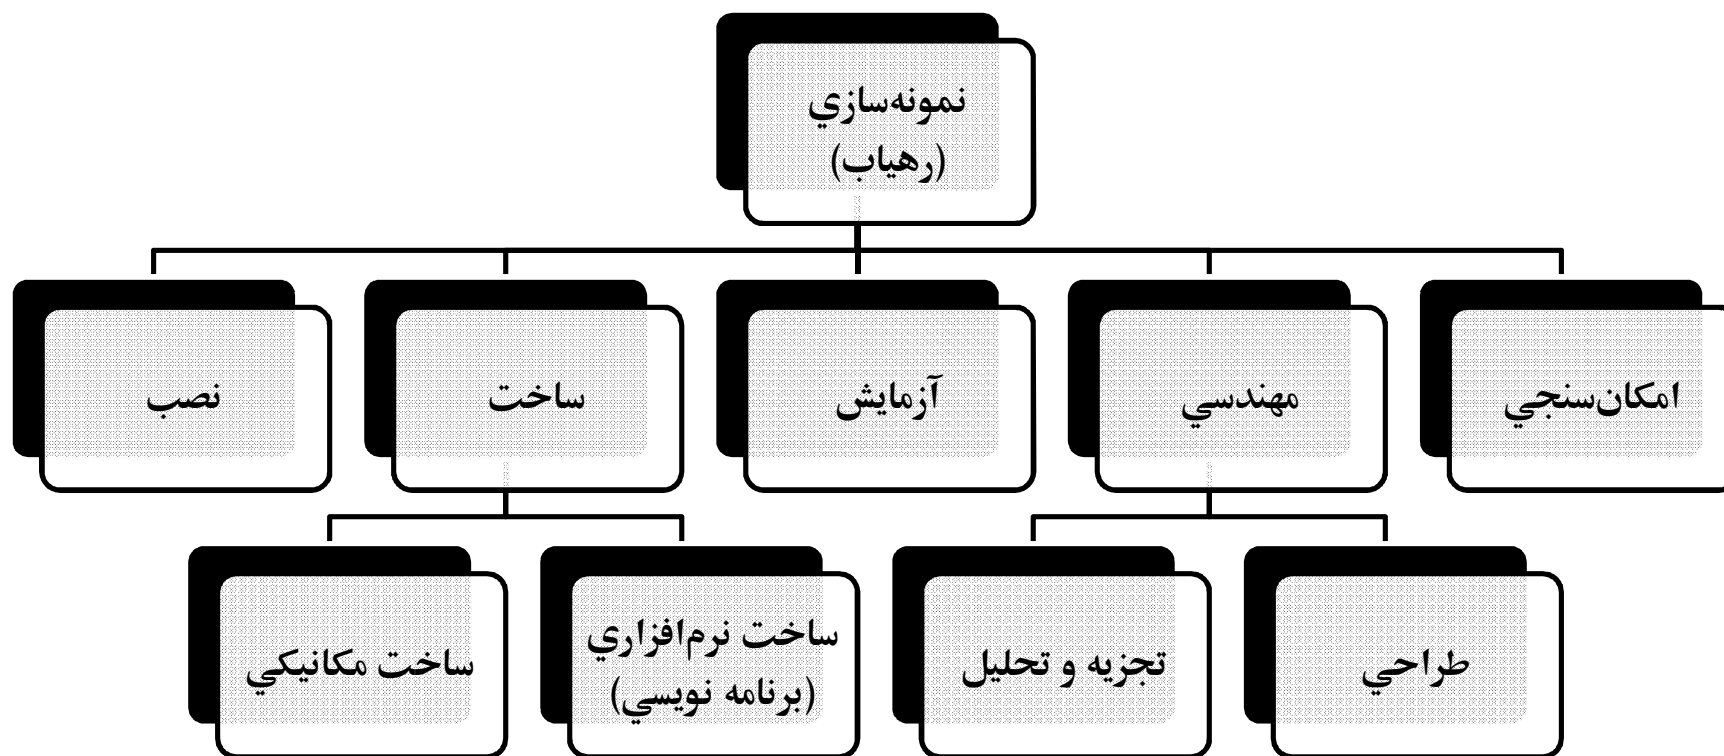 نمونه‌سازي
(رهياب)
امكان‌سنجي
مهندسي
آزمايش
ساخت
نصب
طراحي
تجزيه و تحليل
ساخت نرم‌افزاري
(برنامه نويسي)
ساخت مكانيكي